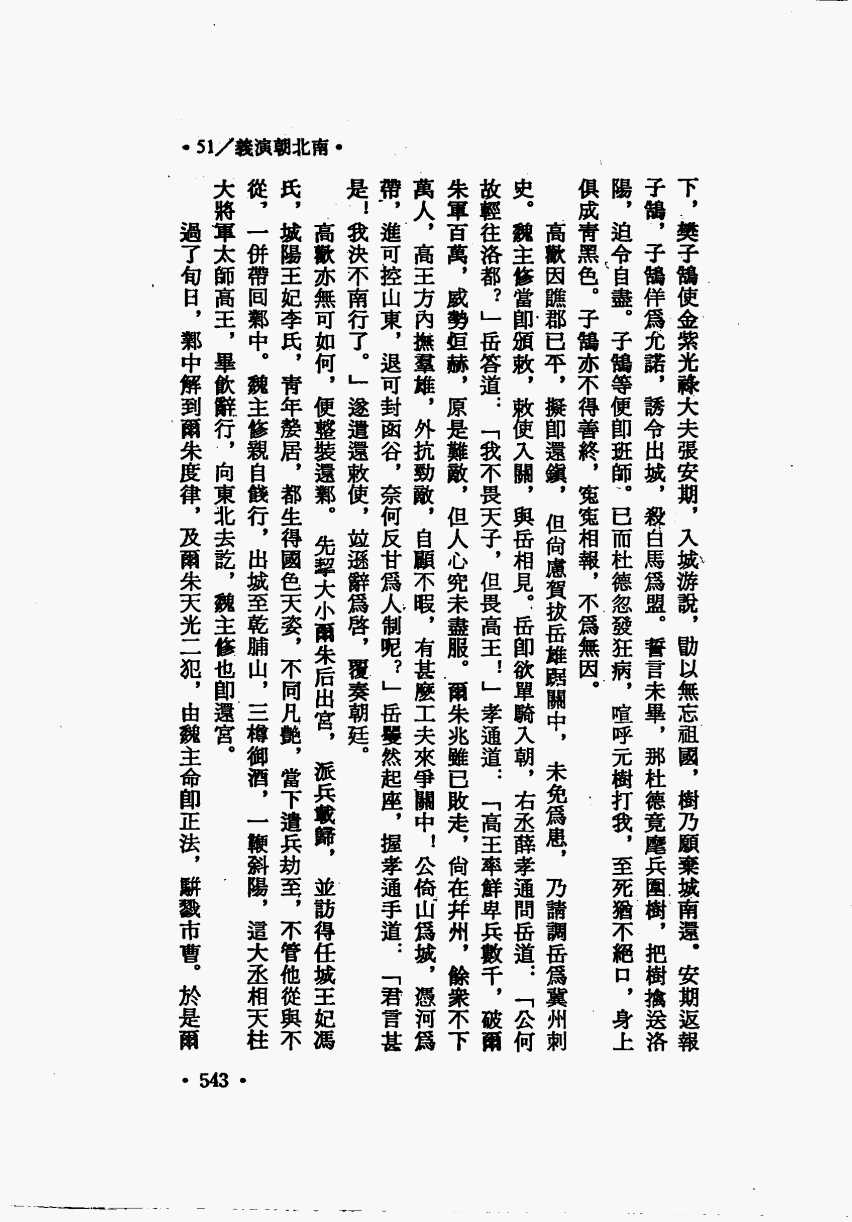 •南北朝演義/51•
下，樊子鵠使金紫光祿大夫張安期，入城游說，勖以無忘祖國，樹乃願棄城南還。安期返報
子鵠，子鵠佯爲允諾，誘令出城，殺白馬爲盟。誓言未畢，那杜德竟麾兵圍樹，把樹擒送洛
陽，迫令自盡。子鵠等便卽班師。已而杜德忽發狂病，喧呼元樹打我，至死猶不絕口，身上
俱成靑黑色。子鵠亦不得善終，寃寃相報，不爲無因。
高歡因譙郡已平，擬卽還鎭，但尙慮賀拔岳雄踞關中，未免爲患，乃請調岳爲冀州刺
史。魏主修當卽頒敕，敕使入關，與岳相見。岳卽欲單騎入朝，右丞薛孝通問岳道：「公何
故輕往洛都？」岳答道：「我不畏天子，但畏高王！」孝通道：「高王率鮮卑兵數千，破爾
朱軍百萬，威勢烜赫，原是難敵，但人心究未盡服。爾朱兆雖已敗走，尙在幷州，餘衆不下
萬人，高王方內撫羣雄，外抗勁敵，自顧不暇，有甚麽工夫來爭關中！公倚山爲城，憑河爲
帶，進可控山東，退可封函谷，奈何反甘爲人制呢？」岳矍然起座，握孝通手道：「君言甚
是！我決不南行了。」遂遣還敕使，竝遜辭爲啓，覆奏朝廷。
高歡亦無可如何，便整裝還鄴。先挈大小爾朱后出宮，派兵載歸，並訪得任城王妃馮
氏，城陽王妃李氏，靑年嫠居，都生得國色天姿，不同凡艷，當下遣兵劫至，不管他從與不
從，一併帶囘鄴中。魏主修親自餞行，出城至乾脯山，三樽御酒，一鞭斜陽，這大丞相天柱
大將軍太師高王，畢飮辭行，向東北去訖，魏主修也卽還宮。
過了旬日，鄴中解到爾朱度律，及爾朱天光二犯，由魏主命卽正法，駢戮市曹。於是爾
•543•